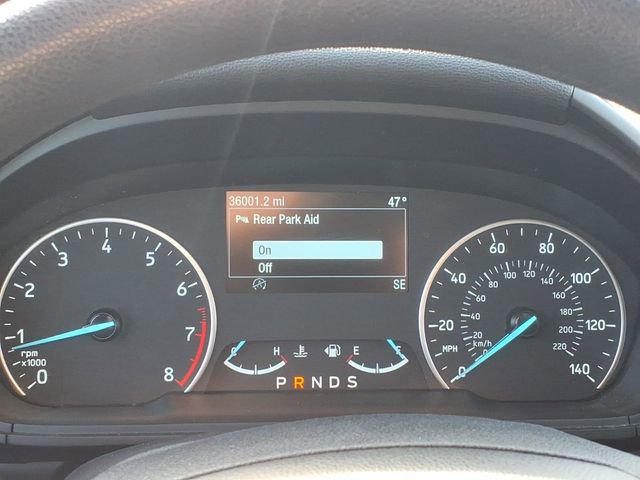 36001.2 mi 47°
P Rear Park Aid
On
Off
SE
0 1 2 3 4 5 6 7 8
rpm
x1000
C H E F
P R N D S
0 20 40 60 80 100 120 140
MPH
0 20 40 60 80 100 120 140 160 180 200 220
km/h